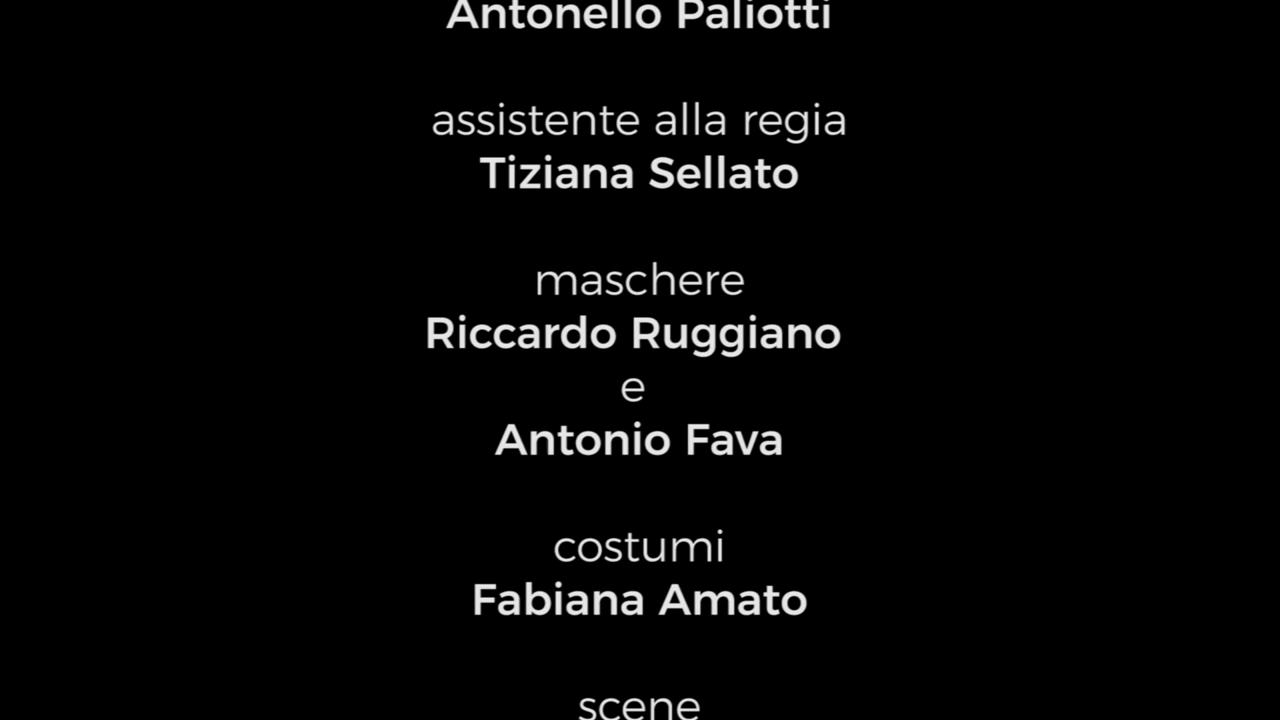 Antonello Paliotti
assistente alla regia
Tiziana Sellato
maschere
Riccardo Ruggiano
e
Antonio Fava
costumi
Fabiana Amato
scene